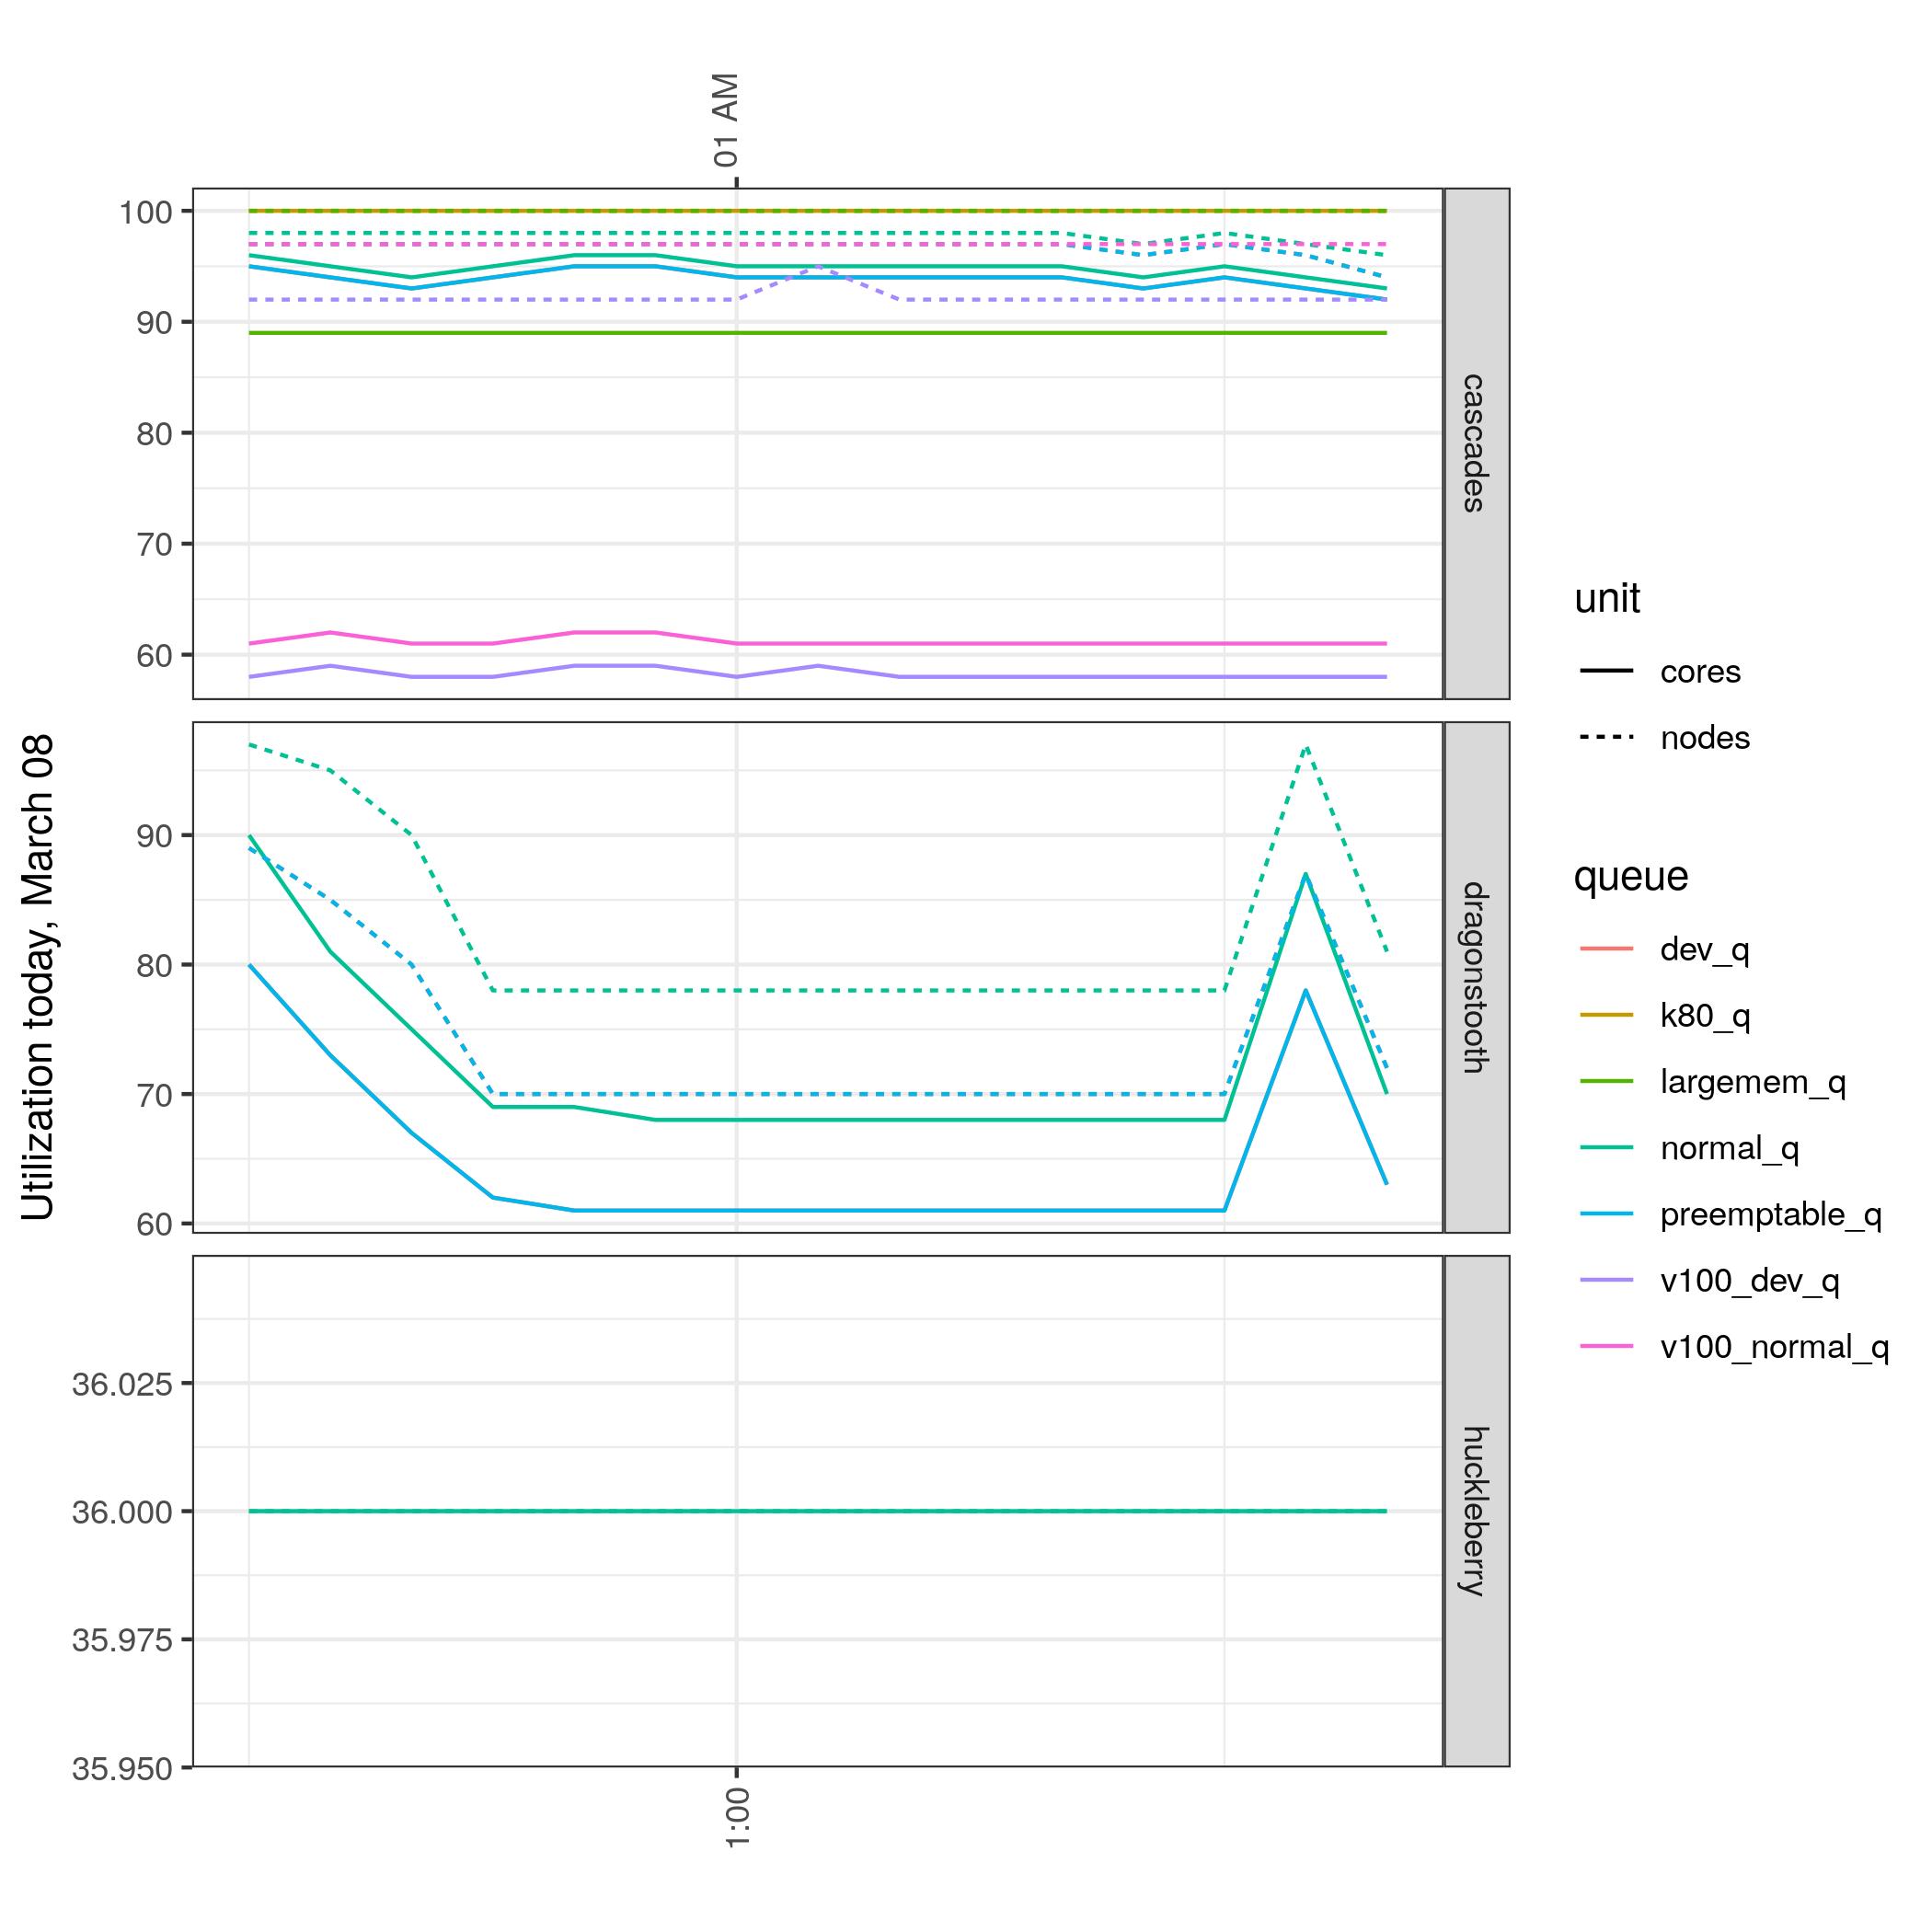 01 AM
Utilization today, March 08
100
90
80
70
60
cascades
90
80
70
60
dragonstooth
36.025
36.000
35.975
35.950
huckleberry
1:00
unit
cores
nodes
queue
dev_q
k80_q
largemem_q
normal_q
preemptable_q
v100_dev_q
v100_normal_q